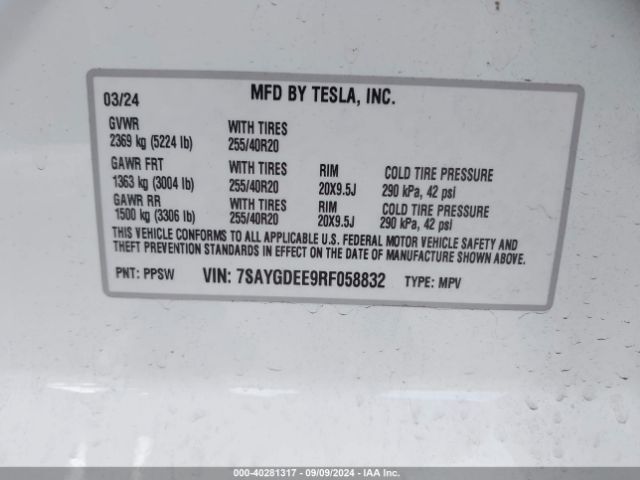 03/24 MFD BY TESLA, INC.
GVWR WITH TIRES
2369 kg (5224 lb) 255/40R20
GAWR FRT WITH TIRES RIM COLD TIRE PRESSURE
1363 kg (3004 lb) 255/40R20 20X9.5J 290 kPa, 42 psi
GAWR RR WITH TIRES RIM COLD TIRE PRESSURE
1500 kg (3306 lb) 255/40R20 20X9.5J 290 kPa, 42 psi
THIS VEHICLE CONFORMS TO ALL APPLICABLE U.S. FEDERAL MOTOR VEHICLE SAFETY AND
THEFT PREVENTION STANDARDS IN EFFECT ON THE DATE OF MANUFACTURE SHOWN ABOVE.
PNT: PPSW VIN: 7SAYGDEE9RF058832 TYPE: MPV
000-40281317 - 09/09/2024 - IAA Inc.